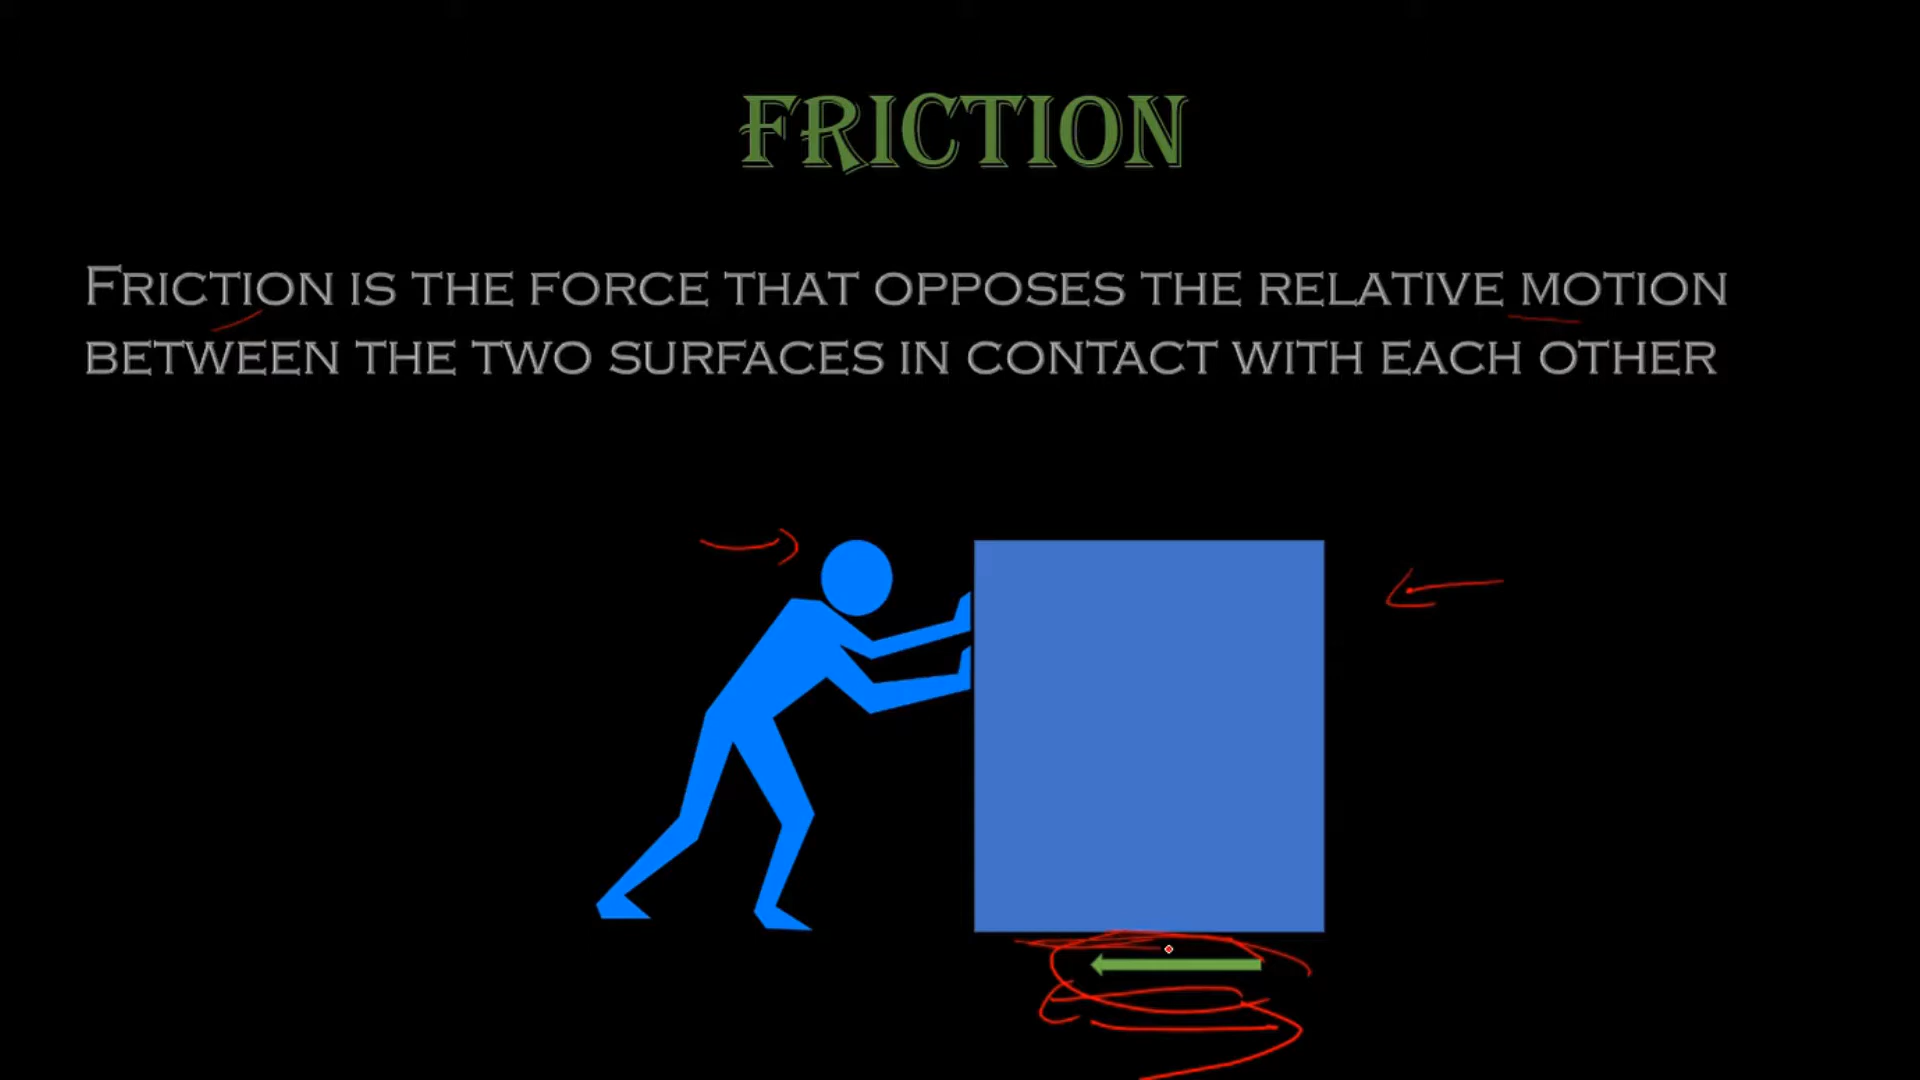 FRICTION
FRICTION IS THE FORCE THAT OPPOSES THE RELATIVE MOTION
BETWEEN THE TWO SURFACES IN CONTACT WITH EACH OTHER